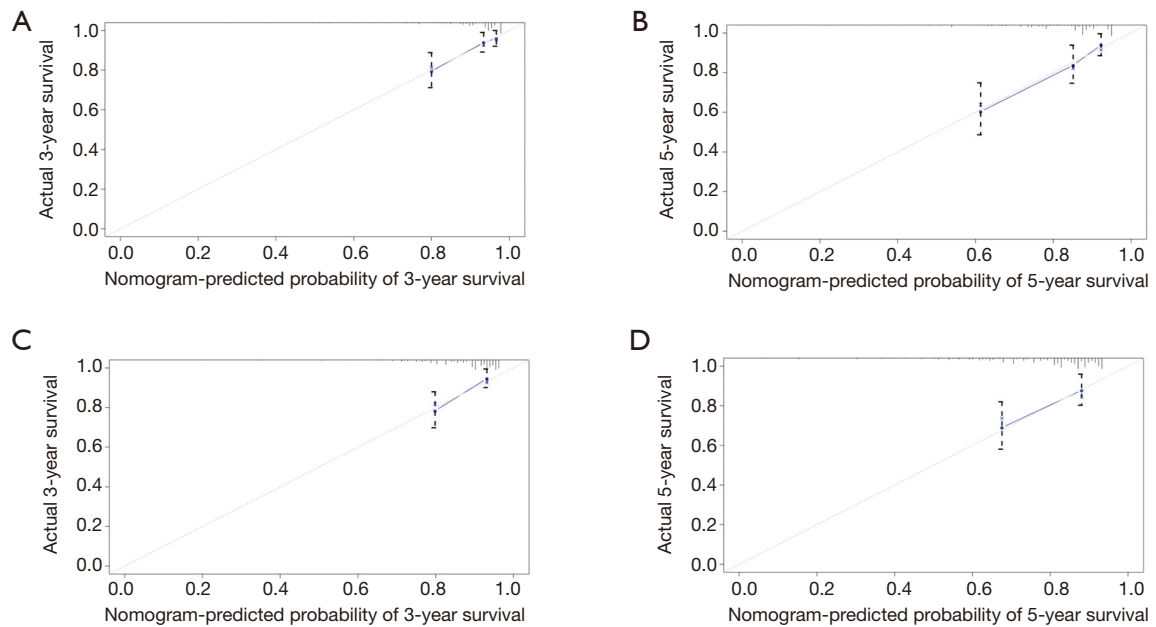 A
Actual 3-year survival
1.0
0.8
0.6
0.4
0.2
0.0
0.0 0.2 0.4 0.6 0.8 1.0
Nomogram-predicted probability of 3-year survival
B
Actual 5-year survival
1.0
0.8
0.6
0.4
0.2
0.0
0.0 0.2 0.4 0.6 0.8 1.0
Nomogram-predicted probability of 5-year survival
C
Actual 3-year survival
1.0
0.8
0.6
0.4
0.2
0.0
0.0 0.2 0.4 0.6 0.8 1.0
Nomogram-predicted probability of 3-year survival
D
Actual 5-year survival
1.0
0.8
0.6
0.4
0.2
0.0
0.0 0.2 0.4 0.6 0.8 1.0
Nomogram-predicted probability of 5-year survival